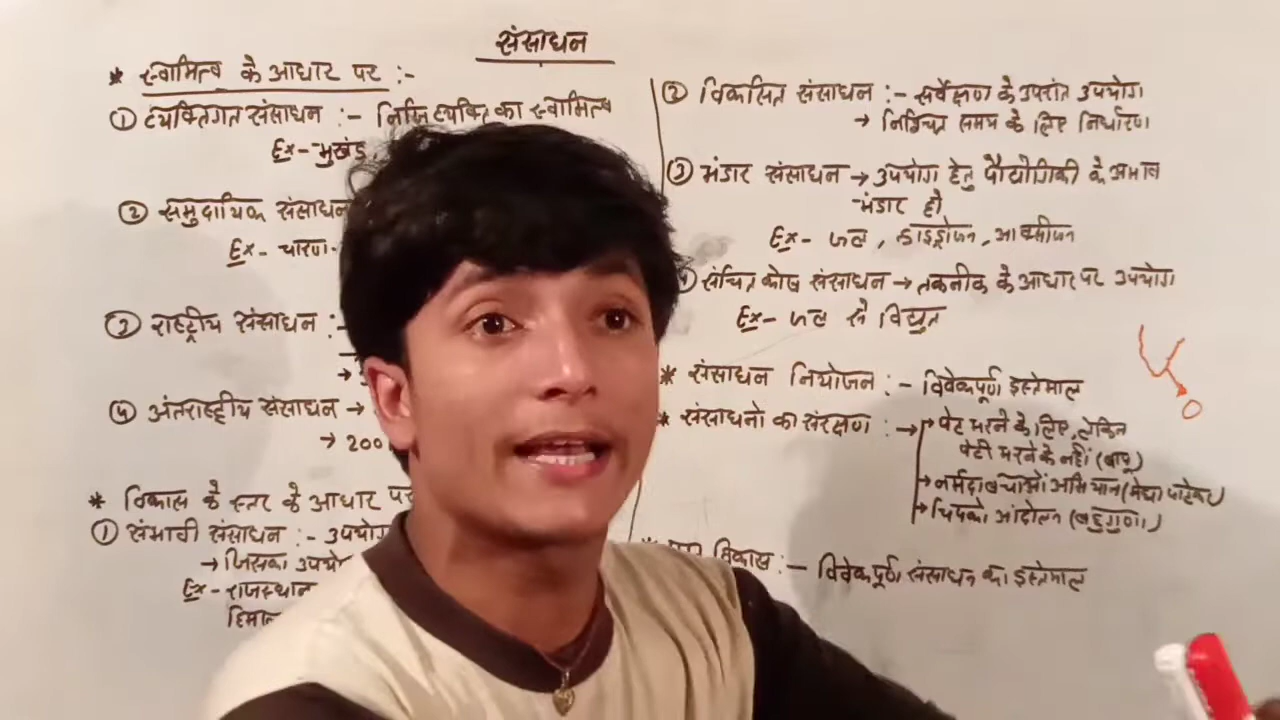 संसाधन
* स्वामित्व के आधार पर :-
① व्यक्तिगत संसाधन :- निजि व्यक्ति का स्वामित्व
Ex- भुखंड,
② समुदायिक संसाधन
Ex- चारण
③ राष्ट्रीय संसाधन :-
④ अंतराष्ट्रीय संसाधन →
→ 200
* विकास के स्तर के आधार पर
① संभावी संसाधन :- उपयोग
→ जिसका उपयो
Ex- राजस्थान
हिमा
② विकसित संसाधन :- सर्वेक्षण के उपरांत उपयोग
→ निश्चित समय के लिए निर्धारण
③ भंडार संसाधन → उपयोग हेतु प्रौद्योगिकी के अभाव
भंडार हो
Ex- जल, हाइड्रोजन, आक्सीजन
संचित कोष संसाधन → तकनीक के आधार पर उपयोग
Ex- जल से विद्युत
* संसाधन नियोजन :- विवेकपूर्ण इस्तेमाल
* संसाधनो का संरक्षण :- → पेट भरने के लिए, लेकिन
पेटी भरने के नहीं (बापू)
→ नर्मदा बचाओं अभियान (मेधा पाटेकर)
→ चिपको आंदोलन (बहुगुणा)
विकास :- विवेकपूर्ण संसाधन का इस्तेमाल